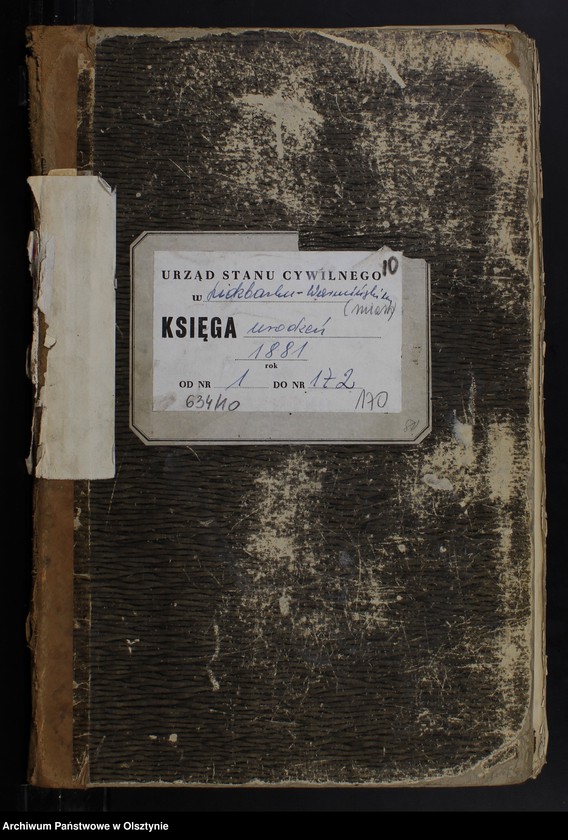 10
URZĄD STANU CYWILNEGO
w Lidzbarku-Warmińskim
(miasto)
KSIĘGA urodzeń
1881
rok
OD NR 1 DO NR 172
634/10 170
Archiwum Państwowe w Olsztynie